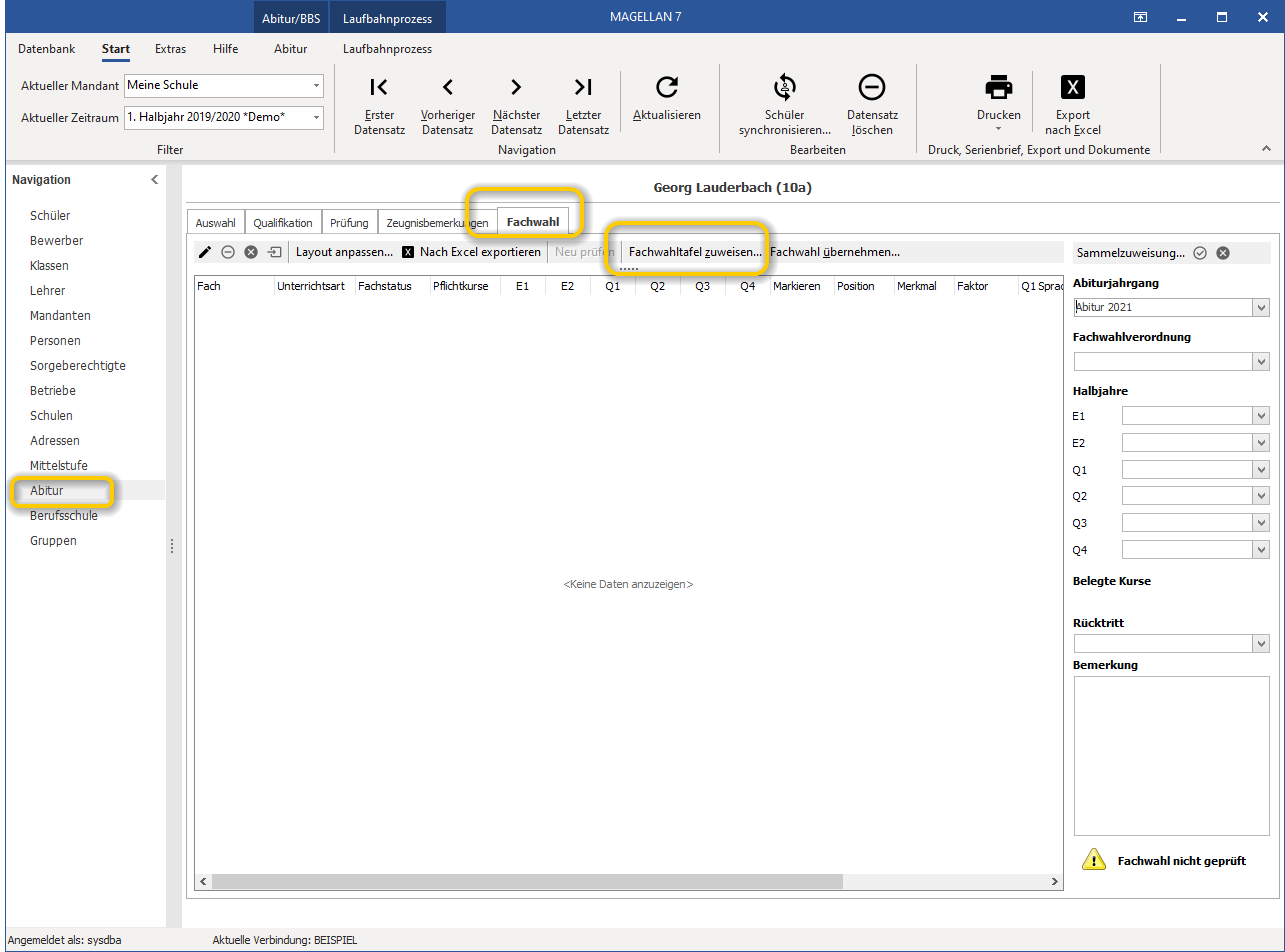 Abitur/BBS Laufbahnprozess MAGELLAN 7
Datenbank Start Extras Hilfe Abitur Laufbahnprozess
Aktueller Mandant Meine Schule
Aktueller Zeitraum 1. Halbjahr 2019/2020 *Demo*
Filter
Erster Datensatz
Vorheriger Datensatz
Nächster Datensatz
Letzter Datensatz
Navigation
Aktualisieren
Schüler synchronisieren...
Datensatz löschen
Bearbeiten
Drucken
X
Export nach Excel
Druck, Serienbrief, Export und Dokumente
Navigation
Schüler
Bewerber
Klassen
Lehrer
Mandanten
Personen
Sorgeberechtigte
Betriebe
Schulen
Adressen
Mittelstufe
Abitur
Berufsschule
Gruppen
Georg Lauderbach (10a)
Auswahl Qualifikation Prüfung Zeugnisbemerkungen Fachwahl
Layout anpassen... X Nach Excel exportieren Neu prüfen Fachwahltafel zuweisen... Fachwahl übernehmen...
Fach Unterrichtsart Fachstatus Pflichtkurse E1 E2 Q1 Q2 Q3 Q4 Markieren Position Merkmal Faktor Q1 Sprac
<Keine Daten anzuzeigen>
Sammelzuweisung...
Abiturjahrgang
Abitur 2021
Fachwahlverordnung
Halbjahre
E1
E2
Q1
Q2
Q3
Q4
Belegte Kurse
Rücktritt
Bemerkung
Fachwahl nicht geprüft
Angemeldet als: sysdba Aktuelle Verbindung: BEISPIEL